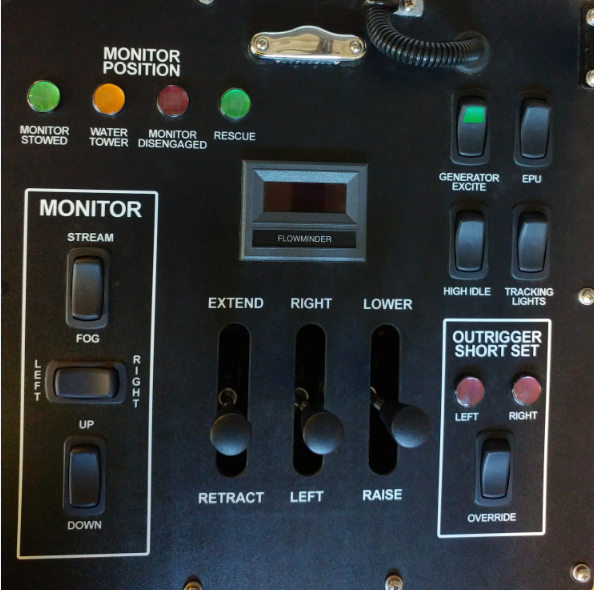 MONITOR
POSITION
MONITOR
STOWED
WATER
TOWER
MONITOR
DISENGAGED
RESCUE
GENERATOR
EXCITE
EPU
FLOWMINDER
MONITOR
STREAM
FOG
LEFT
RIGHT
UP
DOWN
EXTEND
RIGHT
LOWER
RETRACT
LEFT
RAISE
HIGH IDLE
TRACKING
LIGHTS
OUTRIGGER
SHORT SET
LEFT
RIGHT
OVERRIDE